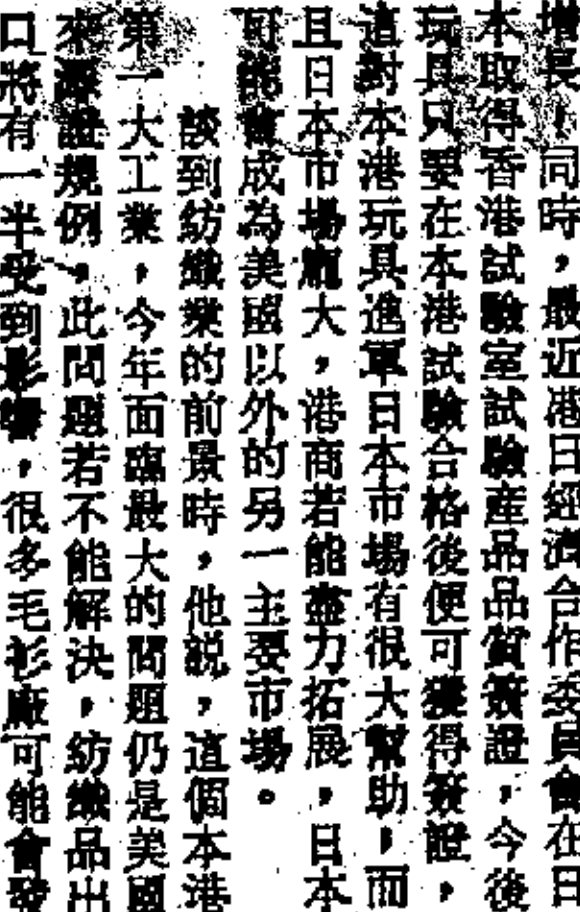 增長，同時，最近港日經濟合作委員會在日
本取得香港試驗室試驗產品品質簽證，今後
玩具只要在本港試驗合格後便可獲得簽證，
這對本港玩具進軍日本市場有很大幫助，而
且日本市場龐大，港商若能盡力拓展，日本
可能會成為美國以外的另一主要市場。
談到紡織業的前景時，他說，這個本港
第一大工業，今年面臨最大的問題仍是美國
來源證規例，此問題若不能解決，紡織品出
口將有一半受到影響，很多毛衫廠可能會發